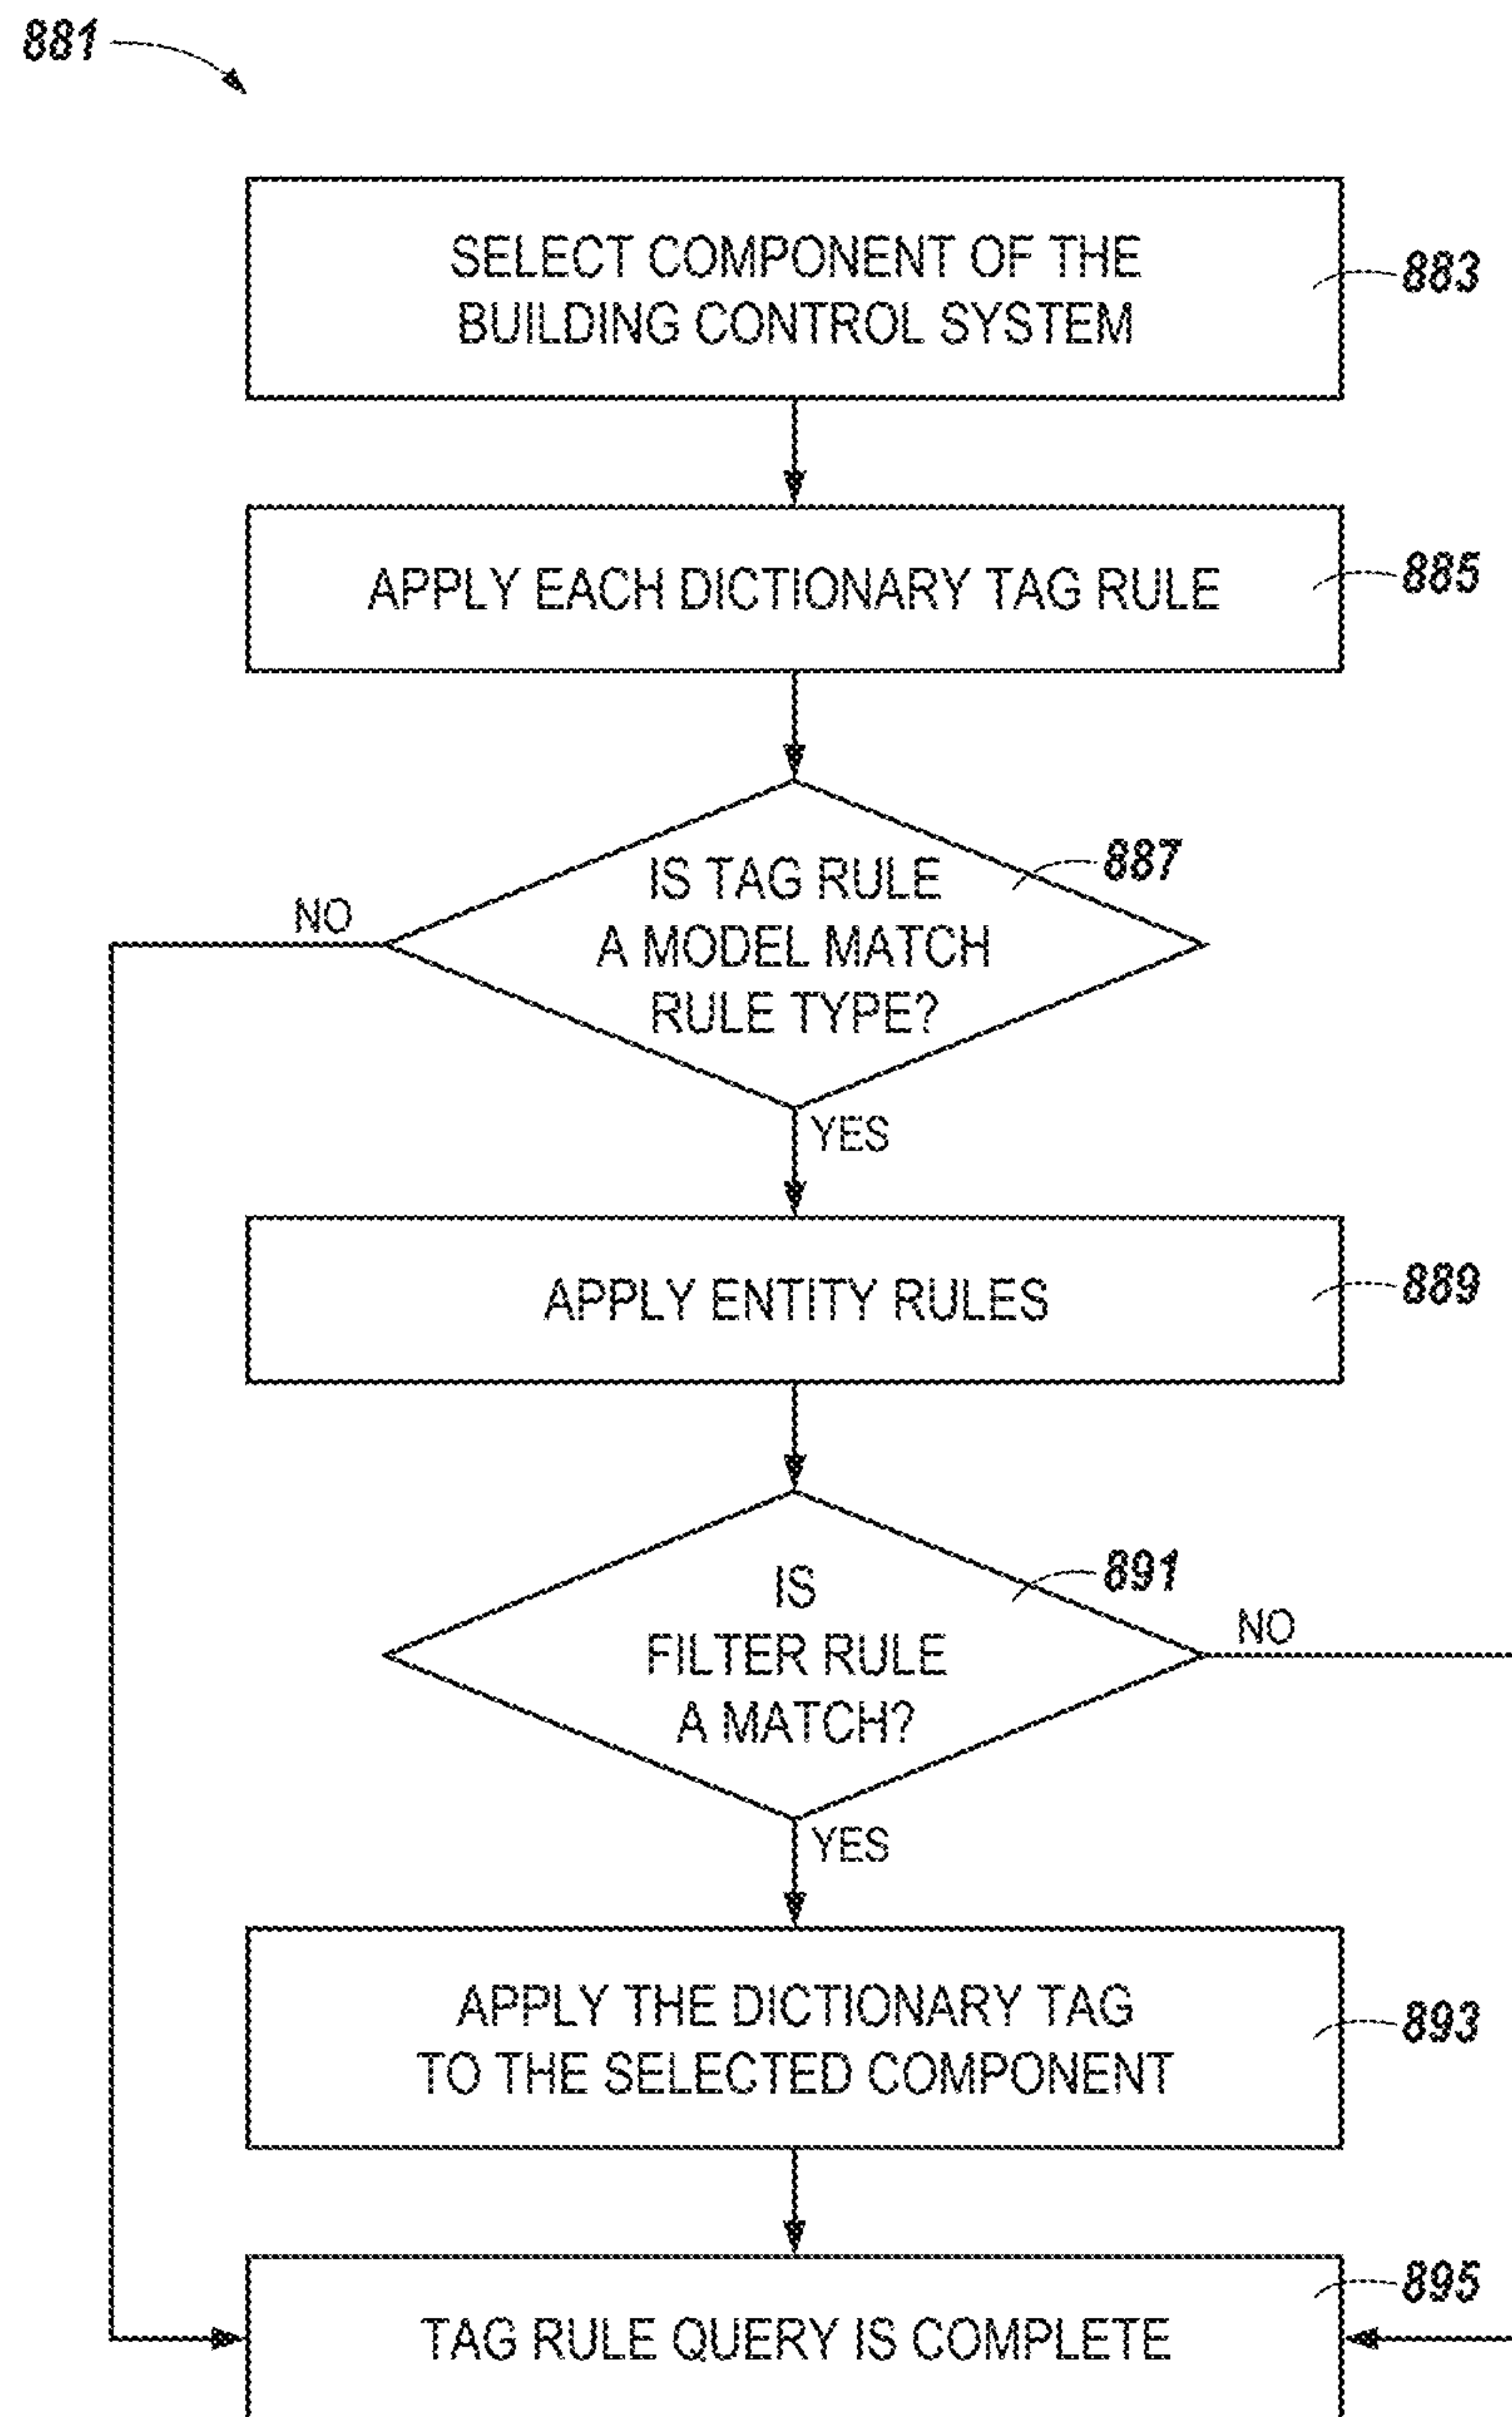 881
SELECT COMPONENT OF THE
BUILDING CONTROL SYSTEM
883
APPLY EACH DICTIONARY TAG RULE
885
IS TAG RULE
A MODEL MATCH
RULE TYPE?
887
NO
YES
APPLY ENTITY RULES
889
IS
FILTER RULE
A MATCH?
891
NO
YES
APPLY THE DICTIONARY TAG
TO THE SELECTED COMPONENT
893
TAG RULE QUERY IS COMPLETE
895